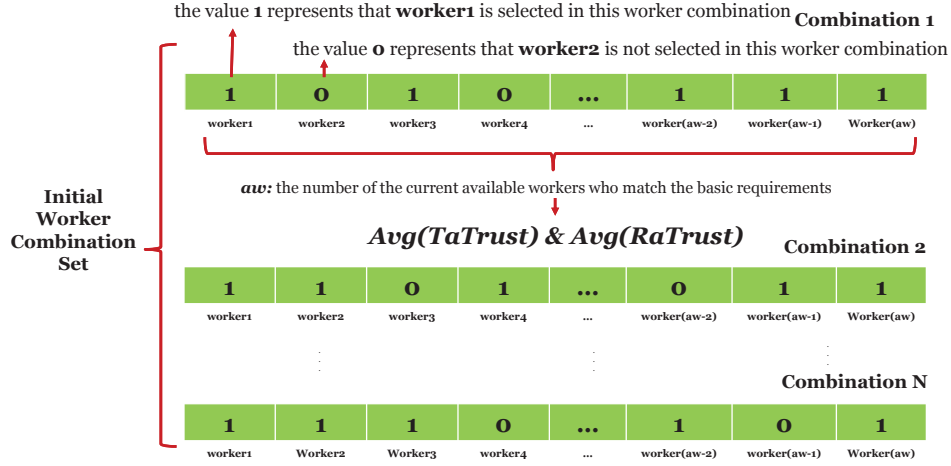 the value 1 represents that worker1 is selected in this worker combination
Combination 1
the value 0 represents that worker2 is not selected in this worker combination
1 0 1 0 ... 1 1 1
worker1 worker2 worker3 worker4 ... worker(aw-2) worker(aw-1) Worker(aw)
aw: the number of the current available workers who match the basic requirements
Avg(TaTrust) & Avg(RaTrust)
Initial
Worker
Combination
Set
Combination 2
1 1 0 1 ... 0 1 1
worker1 worker2 worker3 worker4 ... worker(aw-2) worker(aw-1) Worker(aw)
Combination N
1 1 1 0 ... 1 0 1
worker1 Worker2 Worker3 worker4 ... worker(aw-2) worker(aw-1) Worker(aw)